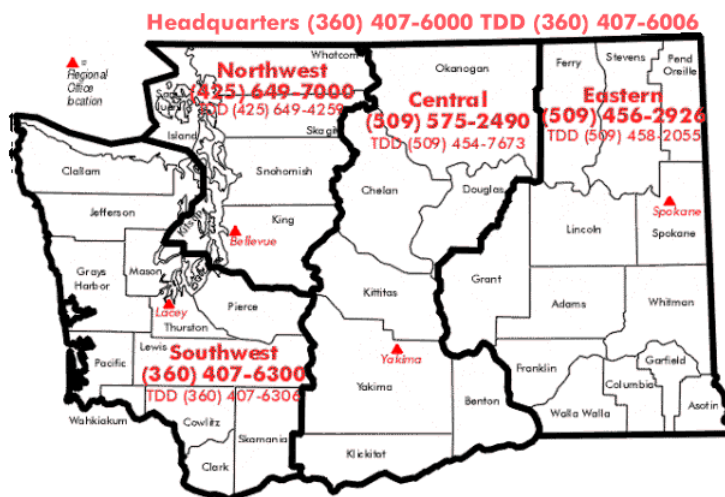 Headquarters (360) 407-6000 TDD (360) 407-6006
▲ =
Regional
Office
location
Northwest
(425) 649-7000
TDD (425) 649-4259
Central
(509) 575-2490
TDD (509) 454-7673
Eastern
(509) 456-2926
TDD (509) 458-2055
Southwest
(360) 407-6300
TDD (360) 407-6306
Whatcom
San
Juan
Island
Skagit
Snohomish
King
Kitsap
Bellevue
Clallam
Jefferson
Mason
Grays
Harbor
Lacey
Thurston
Pierce
Pacific
Lewis
Wahkiakum
Cowlitz
Clark
Skamania
Okanogan
Chelan
Douglas
Kittitas
Yakima
Yakima
Benton
Klickitat
Ferry
Stevens
Pend
Oreille
Spokane
Spokane
Lincoln
Grant
Adams
Whitman
Franklin
Walla Walla
Columbia
Garfield
Asotin